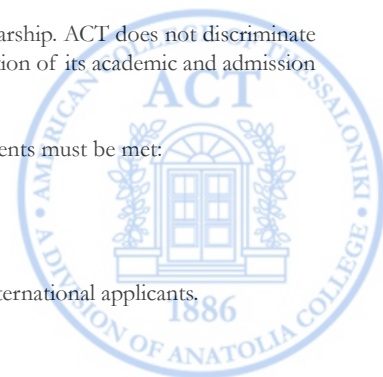 arship. ACT does not discriminate
tion of its academic and admission
AMERICAN COLLEGE OF THESSALONIKI
ACT
ents must be met:
ternational applicants.
1886
A DIVISION OF ANATOLIA COLLEGE